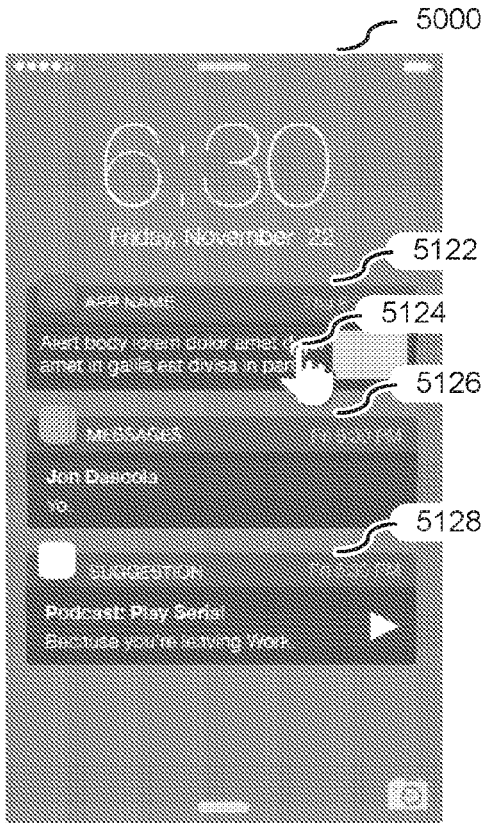 5000
6:30
Friday, November 22
5122
APP NAME
5124
Alert body lorem dolor amet
amet in gallia est divisa in
5126
MESSAGES
Jon Dascola
Yo
5128
SUGGESTION
Podcast: Play Serial
Because you're leaving Work